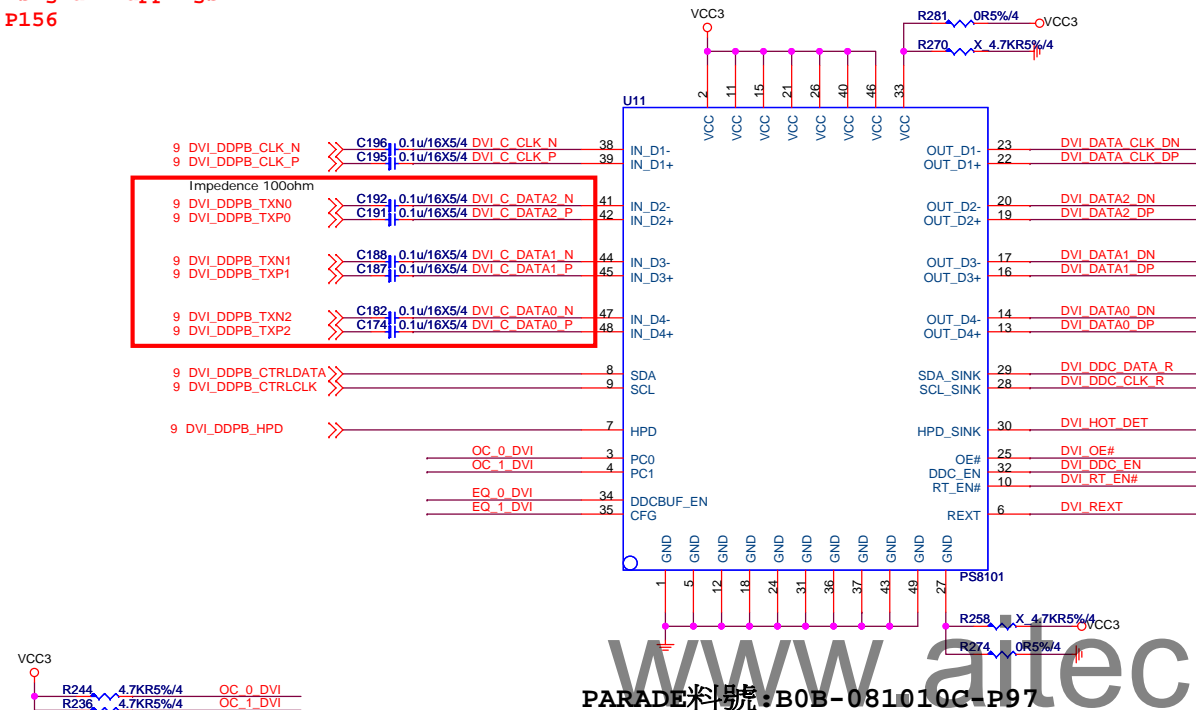 P156
VCC3
R281 0R5%/4 VCC3
R270 X_4.7KR5%/4
2 11 15 21 26 40 46 33
U11
VCC VCC VCC VCC VCC VCC VCC VCC
9 DVI_DDPB_CLK_N C196 0.1u/16X5/4 DVI_C_CLK_N 38 IN_D1- OUT_D1- 23 DVI_DATA_CLK_DN
9 DVI_DDPB_CLK_P C195 0.1u/16X5/4 DVI_C_CLK_P 39 IN_D1+ OUT_D1+ 22 DVI_DATA_CLK_DP
Impedence 100ohm
9 DVI_DDPB_TXN0 C192 0.1u/16X5/4 DVI_C_DATA2_N 41 IN_D2- OUT_D2- 20 DVI_DATA2_DN
9 DVI_DDPB_TXP0 C191 0.1u/16X5/4 DVI_C_DATA2_P 42 IN_D2+ OUT_D2+ 19 DVI_DATA2_DP
9 DVI_DDPB_TXN1 C188 0.1u/16X5/4 DVI_C_DATA1_N 44 IN_D3- OUT_D3- 17 DVI_DATA1_DN
9 DVI_DDPB_TXP1 C187 0.1u/16X5/4 DVI_C_DATA1_P 45 IN_D3+ OUT_D3+ 16 DVI_DATA1_DP
9 DVI_DDPB_TXN2 C182 0.1u/16X5/4 DVI_C_DATA0_N 47 IN_D4- OUT_D4- 14 DVI_DATA0_DN
9 DVI_DDPB_TXP2 C174 0.1u/16X5/4 DVI_C_DATA0_P 48 IN_D4+ OUT_D4+ 13 DVI_DATA0_DP
9 DVI_DDPB_CTRLDATA 8 SDA SDA_SINK 29 DVI_DDC_DATA_R
9 DVI_DDPB_CTRLCLK 9 SCL SCL_SINK 28 DVI_DDC_CLK_R
9 DVI_DDPB_HPD 7 HPD HPD_SINK 30 DVI_HOT_DET
OC_0_DVI 3 PC0 OE# 25 DVI_OE#
OC_1_DVI 4 PC1 DDC_EN 32 DVI_DDC_EN
RT_EN# 10 DVI_RT_EN#
EQ_0_DVI 34 DDCBUF_EN
EQ_1_DVI 35 CFG REXT 6 DVI_REXT
GND GND GND GND GND GND GND GND GND GND GND
PS8101
1 5 12 18 24 31 36 37 43 49 27
R258 X_4.7KR5%/4 VCC3
R274 0R5%/4
www.aitec
VCC3
R244 4.7KR5%/4 OC_0_DVI
R236 4.7KR5%/4 OC_1_DVI
PARADE料號:B0B-081010C-P97